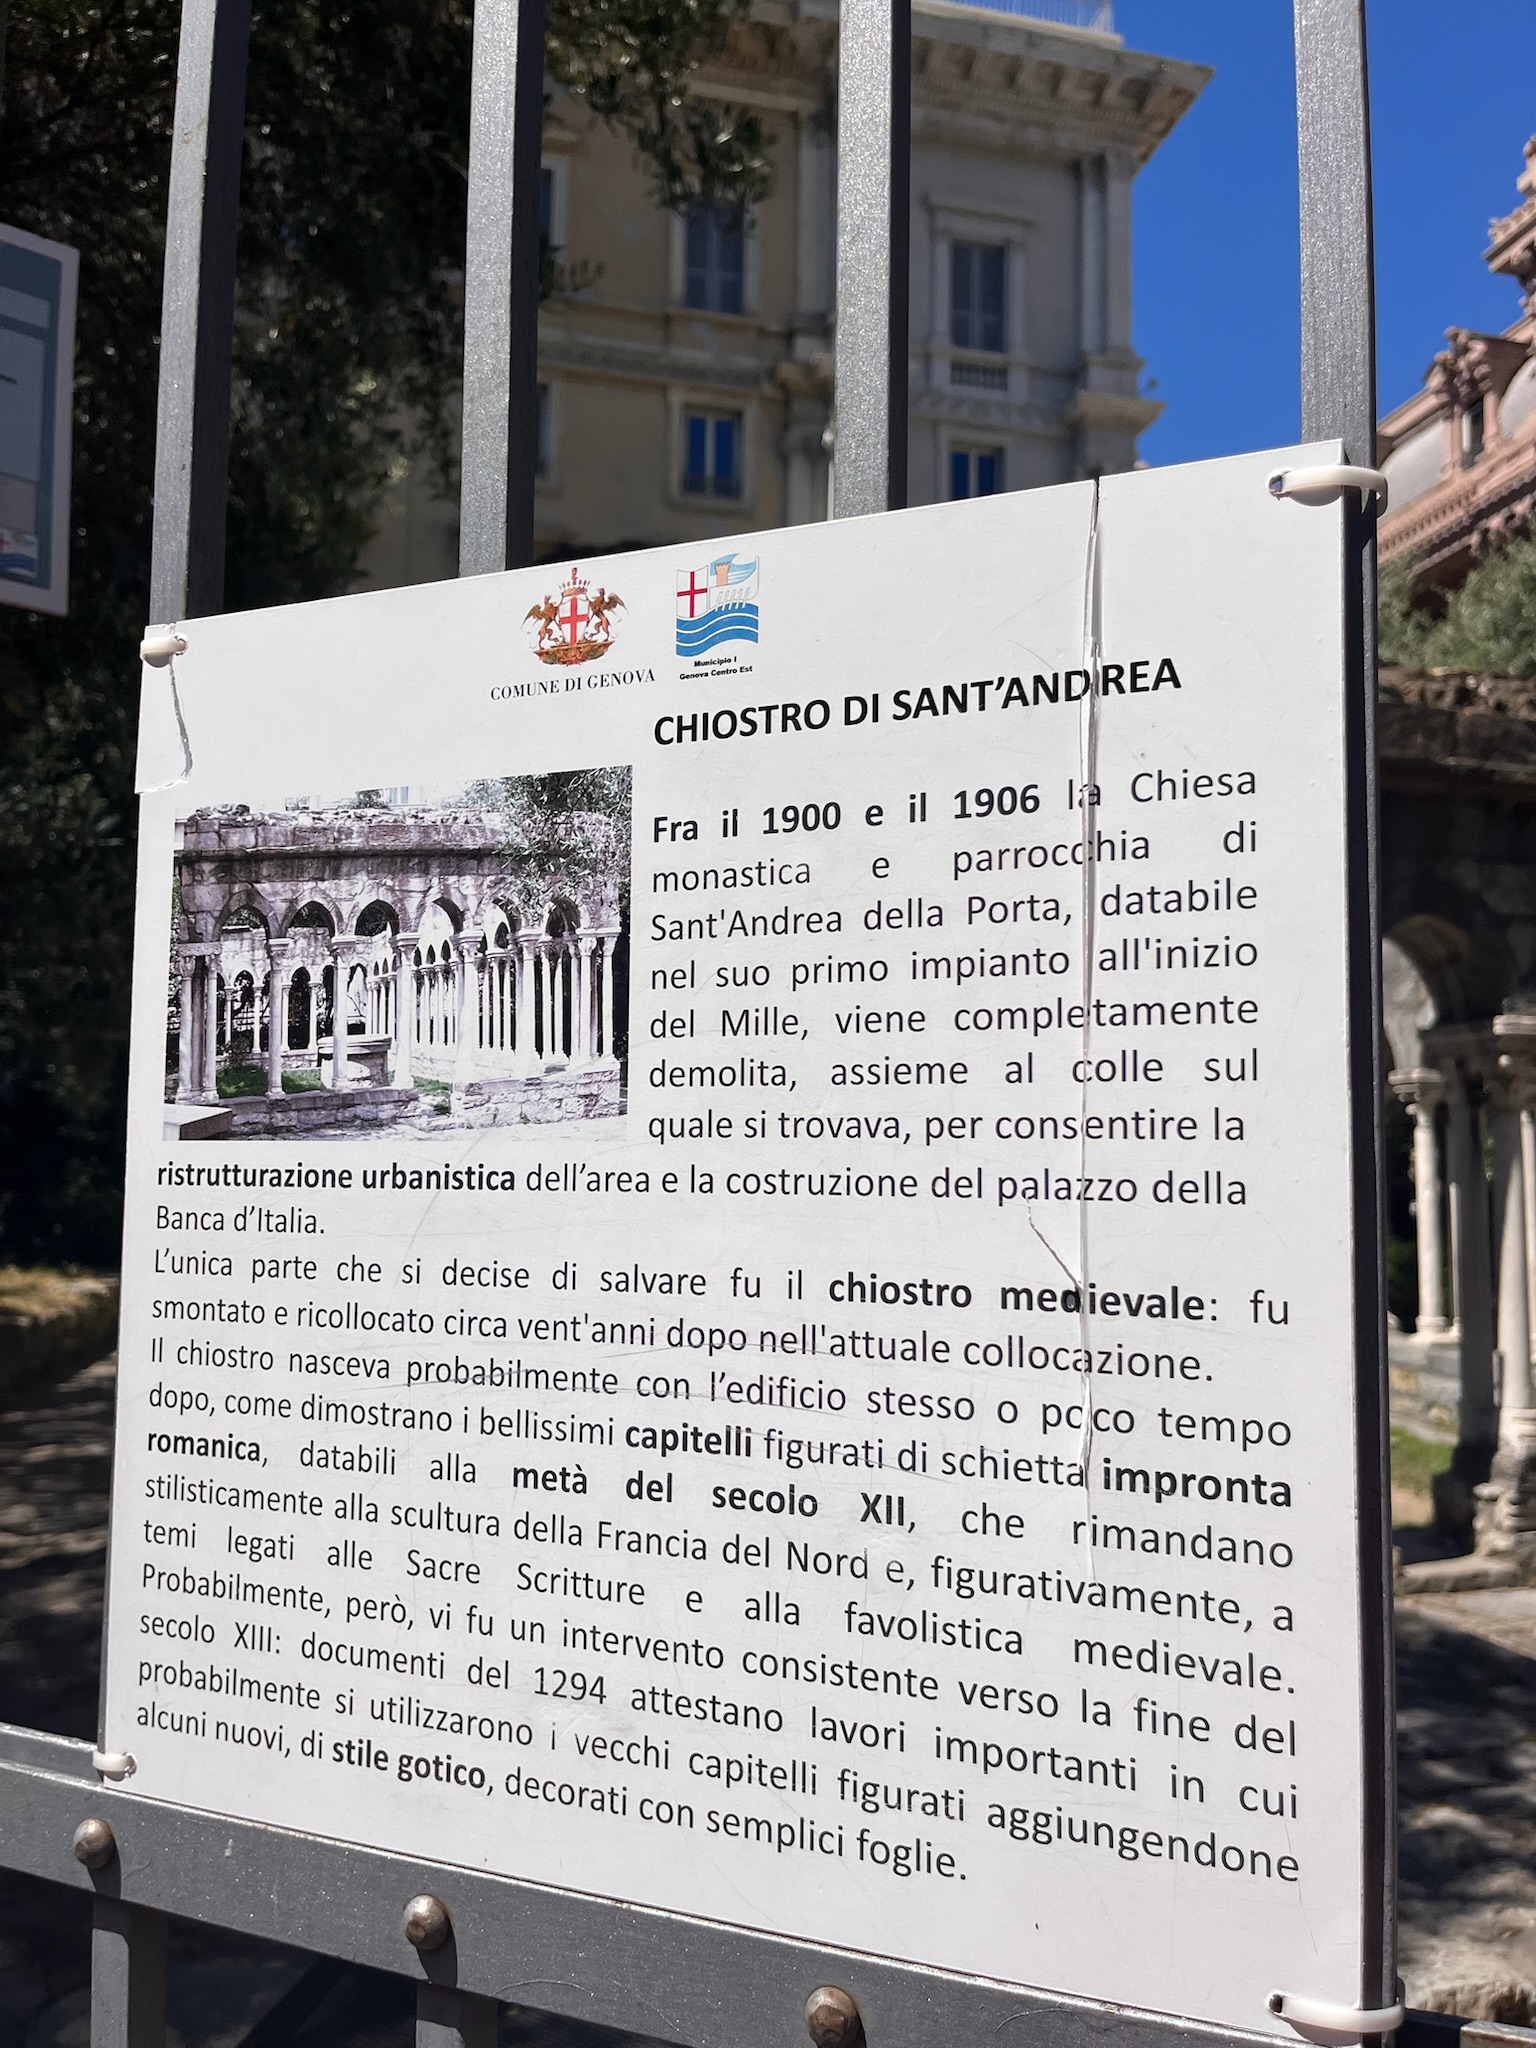 COMUNE DI GENOVA
Municipio I
Genova Centro Est
CHIOSTRO DI SANT'ANDREA
Fra il 1900 e il 1906 la Chiesa
monastica e parrocchia di
Sant'Andrea della Porta, databile
nel suo primo impianto all'inizio
del Mille, viene completamente
demolita, assieme al colle sul
quale si trovava, per consentire la
ristrutturazione urbanistica dell'area e la costruzione del palazzo della
Banca d'Italia.
L'unica parte che si decise di salvare fu il chiostro medievale: fu
smontato e ricollocato circa vent'anni dopo nell'attuale collocazione.
Il chiostro nasceva probabilmente con l'edificio stesso o poco tempo
dopo, come dimostrano i bellissimi capitelli figurati di schietta impronta
romanica, databili alla metà del secolo XII, che rimandano
stilisticamente alla scultura della Francia del Nord e, figurativamente, a
temi legati alle Sacre Scritture e alla favolistica medievale.
Probabilmente, però, vi fu un intervento consistente verso la fine del
secolo XIII: documenti del 1294 attestano lavori importanti in cui
probabilmente si utilizzarono i vecchi capitelli figurati aggiungendone
alcuni nuovi, di stile gotico, decorati con semplici foglie.